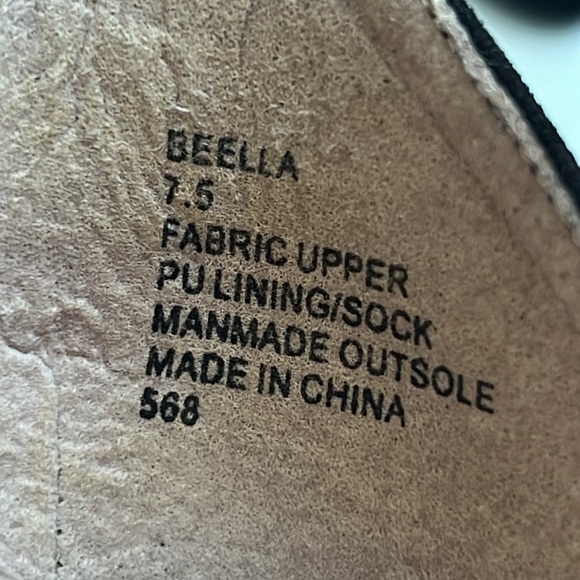 BEELLA
7.5
FABRIC UPPER
PU LINING/SOCK
MANMADE OUTSOLE
MADE IN CHINA
568